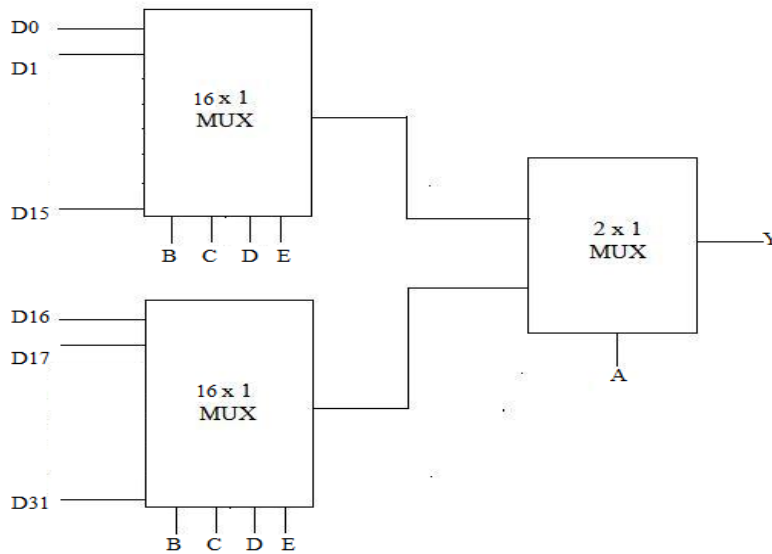 D0
D1
16 x 1
MUX
D15
B C D E
2 x 1
MUX
Y
A
D16
D17
16 x 1
MUX
D31
B C D E